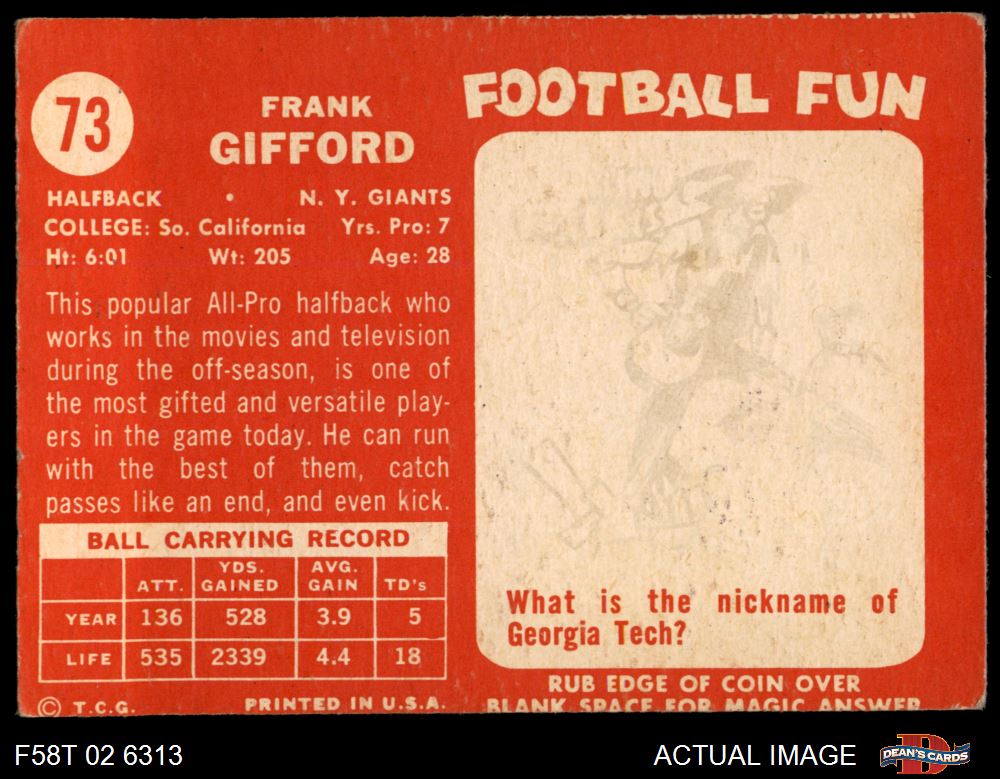 73
FRANK
GIFFORD
HALFBACK • N. Y. GIANTS
COLLEGE: So. California Yrs. Pro: 7
Ht: 6:01 Wt: 205 Age: 28
This popular All-Pro halfback who
works in the movies and television
during the off-season, is one of
the most gifted and versatile play-
ers in the game today. He can run
with the best of them, catch
passes like an end, and even kick.
BALL CARRYING RECORD
ATT. YDS. GAINED AVG. GAIN TD's
YEAR 136 528 3.9 5
LIFE 535 2339 4.4 18
© T.C.G. PRINTED IN U.S.A.
FOR MAGIC ANSWER
FOOTBALL FUN
What is the nickname of
Georgia Tech?
RUB EDGE OF COIN OVER
BLANK SPACE FOR MAGIC ANSWER
F58T 02 6313
ACTUAL IMAGE
DEAN'S CARDS